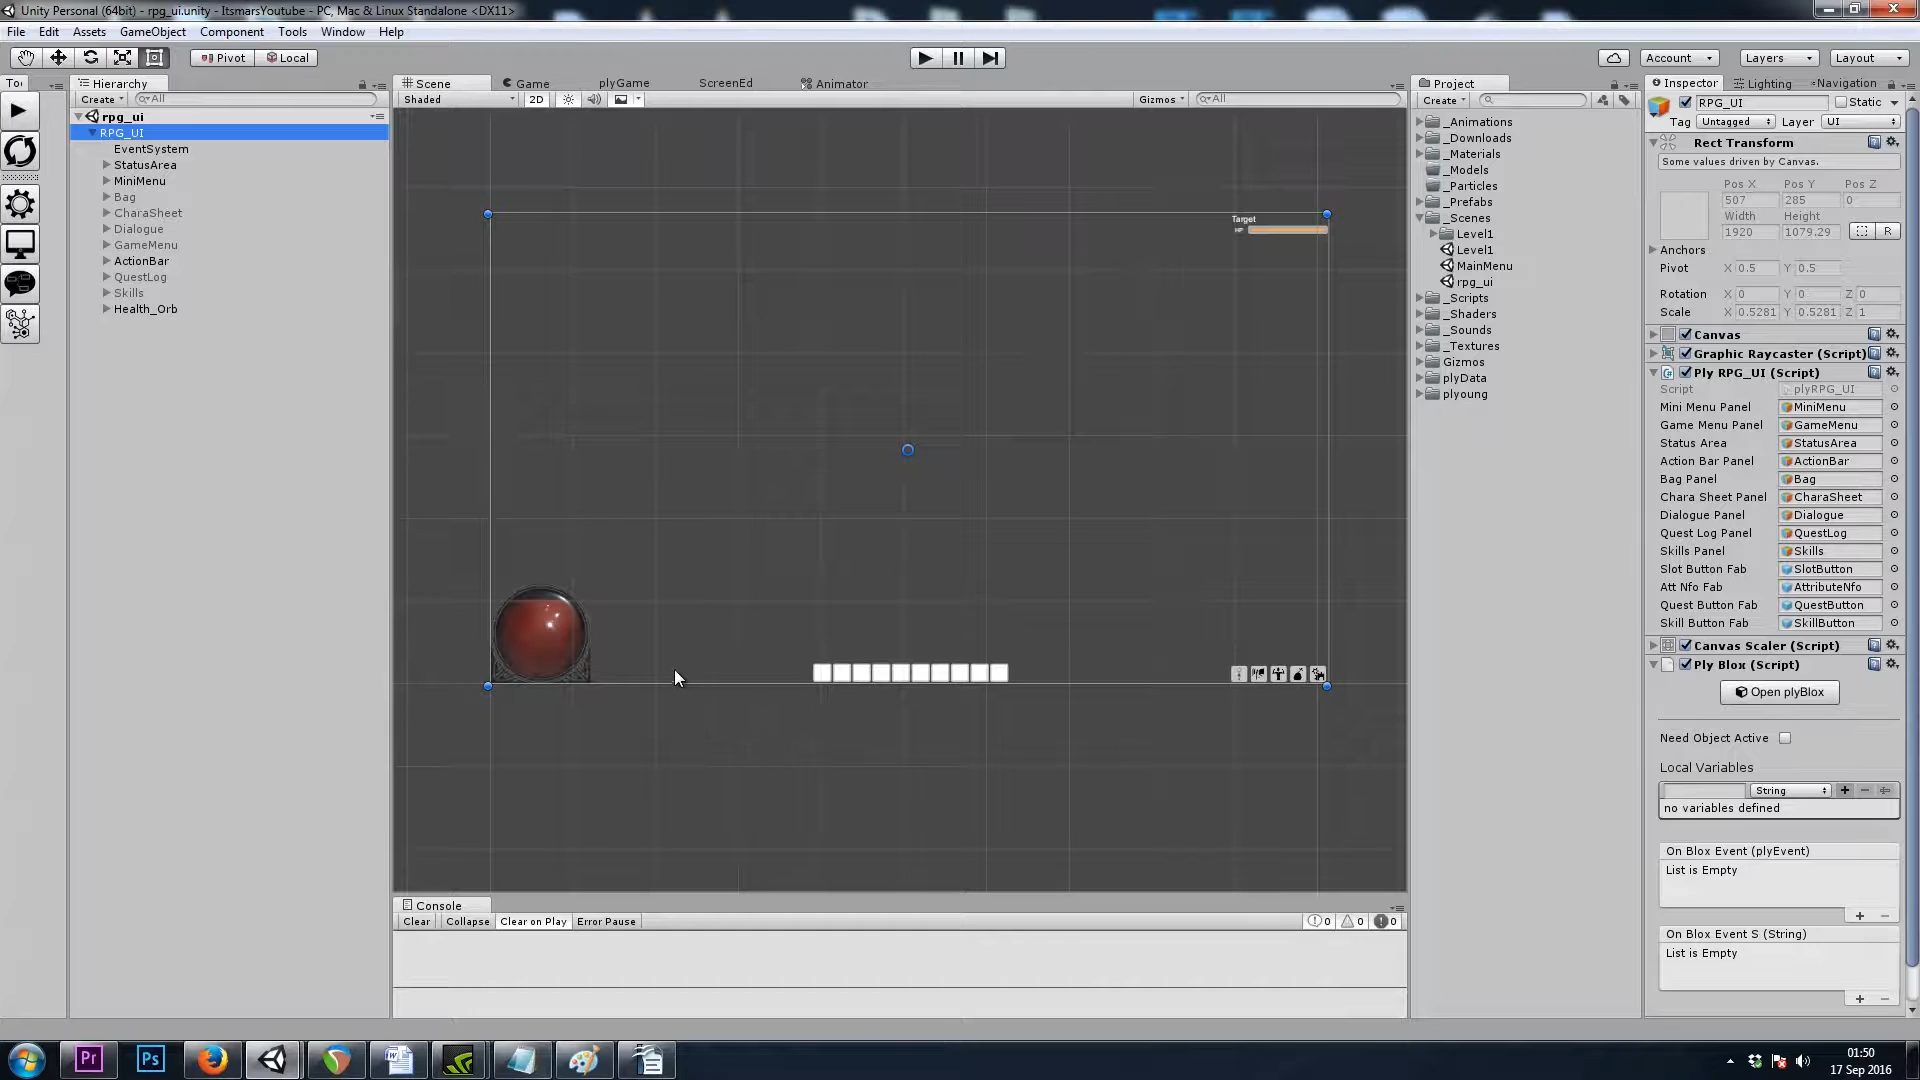 Unity Personal (64bit) - rpg_ui.unity - ItsmarsYoutube - PC, Mac & Linux Standalone <DX11>
File Edit Assets GameObject Component Tools Window Help
Pivot Local Account Layers Layout
Hierarchy
Create All
rpg_ui
RPG_UI
EventSystem
StatusArea
MiniMenu
Bag
CharaSheet
Dialogue
GameMenu
ActionBar
QuestLog
Skills
Health_Orb
Scene Game plyGame ScreenEd Animator
Shaded 2D Gizmos All
Target
HP
Console
Clear Collapse Clear on Play Error Pause 0 0 0
Project
Create
_Animations
_Downloads
_Materials
_Models
_Particles
_Prefabs
_Scenes
Level1
Level1
MainMenu
rpg_ui
_Scripts
_Shaders
_Sounds
_Textures
Gizmos
plyData
plyoung
Inspector Lighting Navigation
RPG_UI Static
Tag Untagged Layer UI
Rect Transform
Some values driven by Canvas.
Pos X Pos Y Pos Z
507 285 0
Width Height
1920 1079.29 R
Anchors
Pivot X 0.5 Y 0.5
Rotation X 0 Y 0 Z 0
Scale X 0.5281 Y 0.5281 Z 1
Canvas
Graphic Raycaster (Script)
Ply RPG_UI (Script)
Script plyRPG_UI
Mini Menu Panel MiniMenu
Game Menu Panel GameMenu
Status Area StatusArea
Action Bar Panel ActionBar
Bag Panel Bag
Chara Sheet Panel CharaSheet
Dialogue Panel Dialogue
Quest Log Panel QuestLog
Skills Panel Skills
Slot Button Fab SlotButton
Att Nfo Fab AttributeNfo
Quest Button Fab QuestButton
Skill Button Fab SkillButton
Canvas Scaler (Script)
Ply Blox (Script)
Open plyBlox
Need Object Active
Local Variables
String
no variables defined
On Blox Event (plyEvent)
List is Empty
On Blox Event S (String)
List is Empty
Pr Ps
01:50
17 Sep 2016